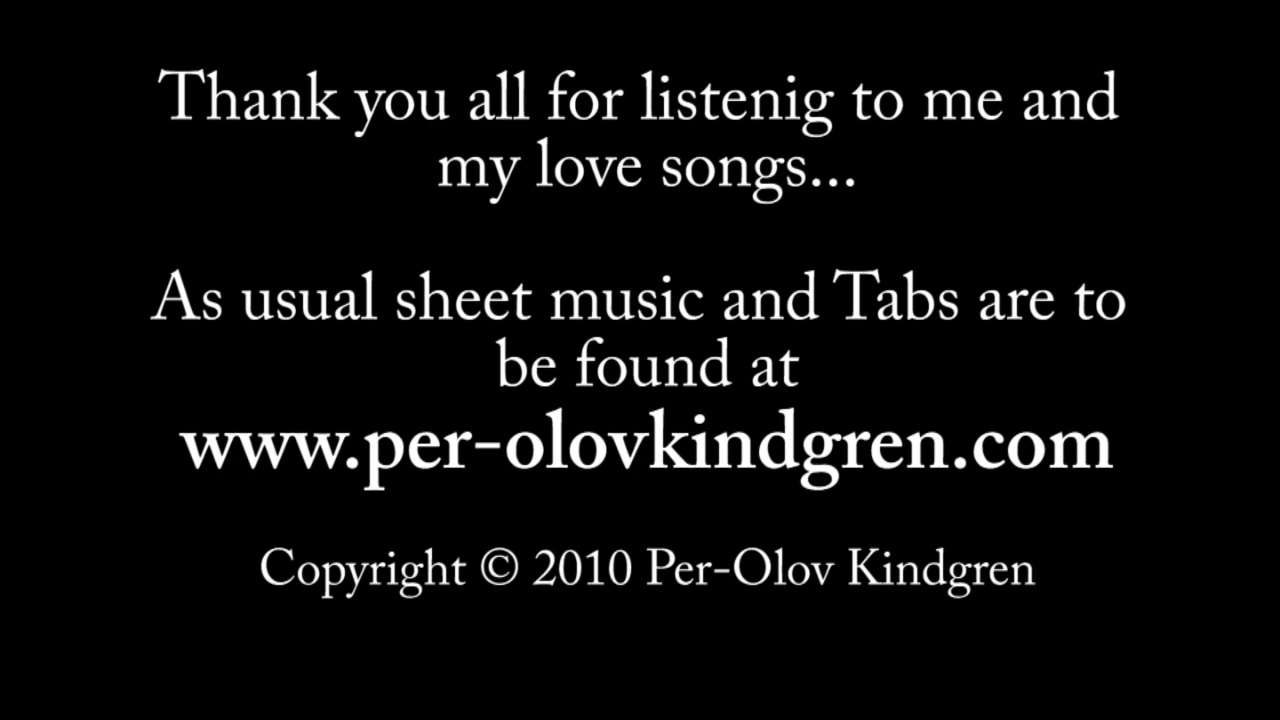 Thank you all for listenig to me and
my love songs...
As usual sheet music and Tabs are to
be found at
www.per-olovkindgren.com
Copyright © 2010 Per-Olov Kindgren